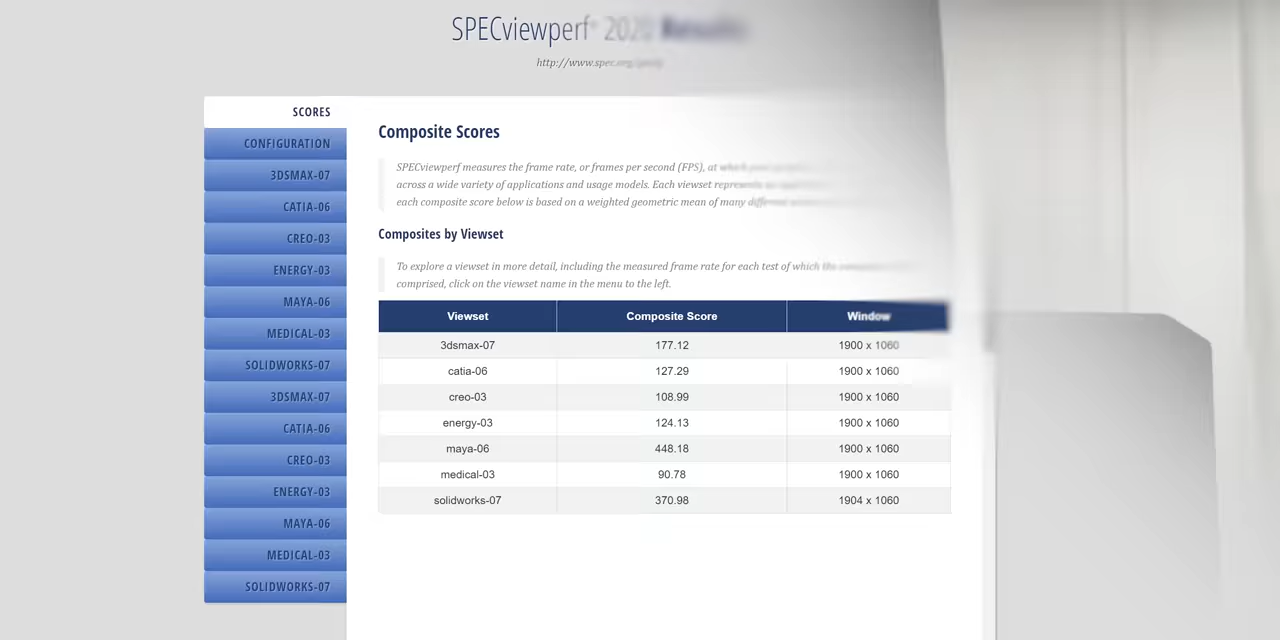 SPECviewperf® 2020
http://www.spec.org
SCORES
CONFIGURATION
3DSMAX-07
CATIA-06
CREO-03
ENERGY-03
MAYA-06
MEDICAL-03
SOLIDWORKS-07
3DSMAX-07
CATIA-06
CREO-03
ENERGY-03
MAYA-06
MEDICAL-03
SOLIDWORKS-07
Composite Scores
SPECviewperf measures the frame rate, or frames per second (FPS), at which
across a wide variety of applications and usage models. Each viewset represents
each composite score below is based on a weighted geometric mean of many different
Composites by Viewset
To explore a viewset in more detail, including the measured frame rate for each test of which the
comprised, click on the viewset name in the menu to the left.
Viewset Composite Score Window
3dsmax-07 177.12 1900 x 1060
catia-06 127.29 1900 x 1060
creo-03 108.99 1900 x 1060
energy-03 124.13 1900 x 1060
maya-06 448.18 1900 x 1060
medical-03 90.78 1900 x 1060
solidworks-07 370.98 1904 x 1060